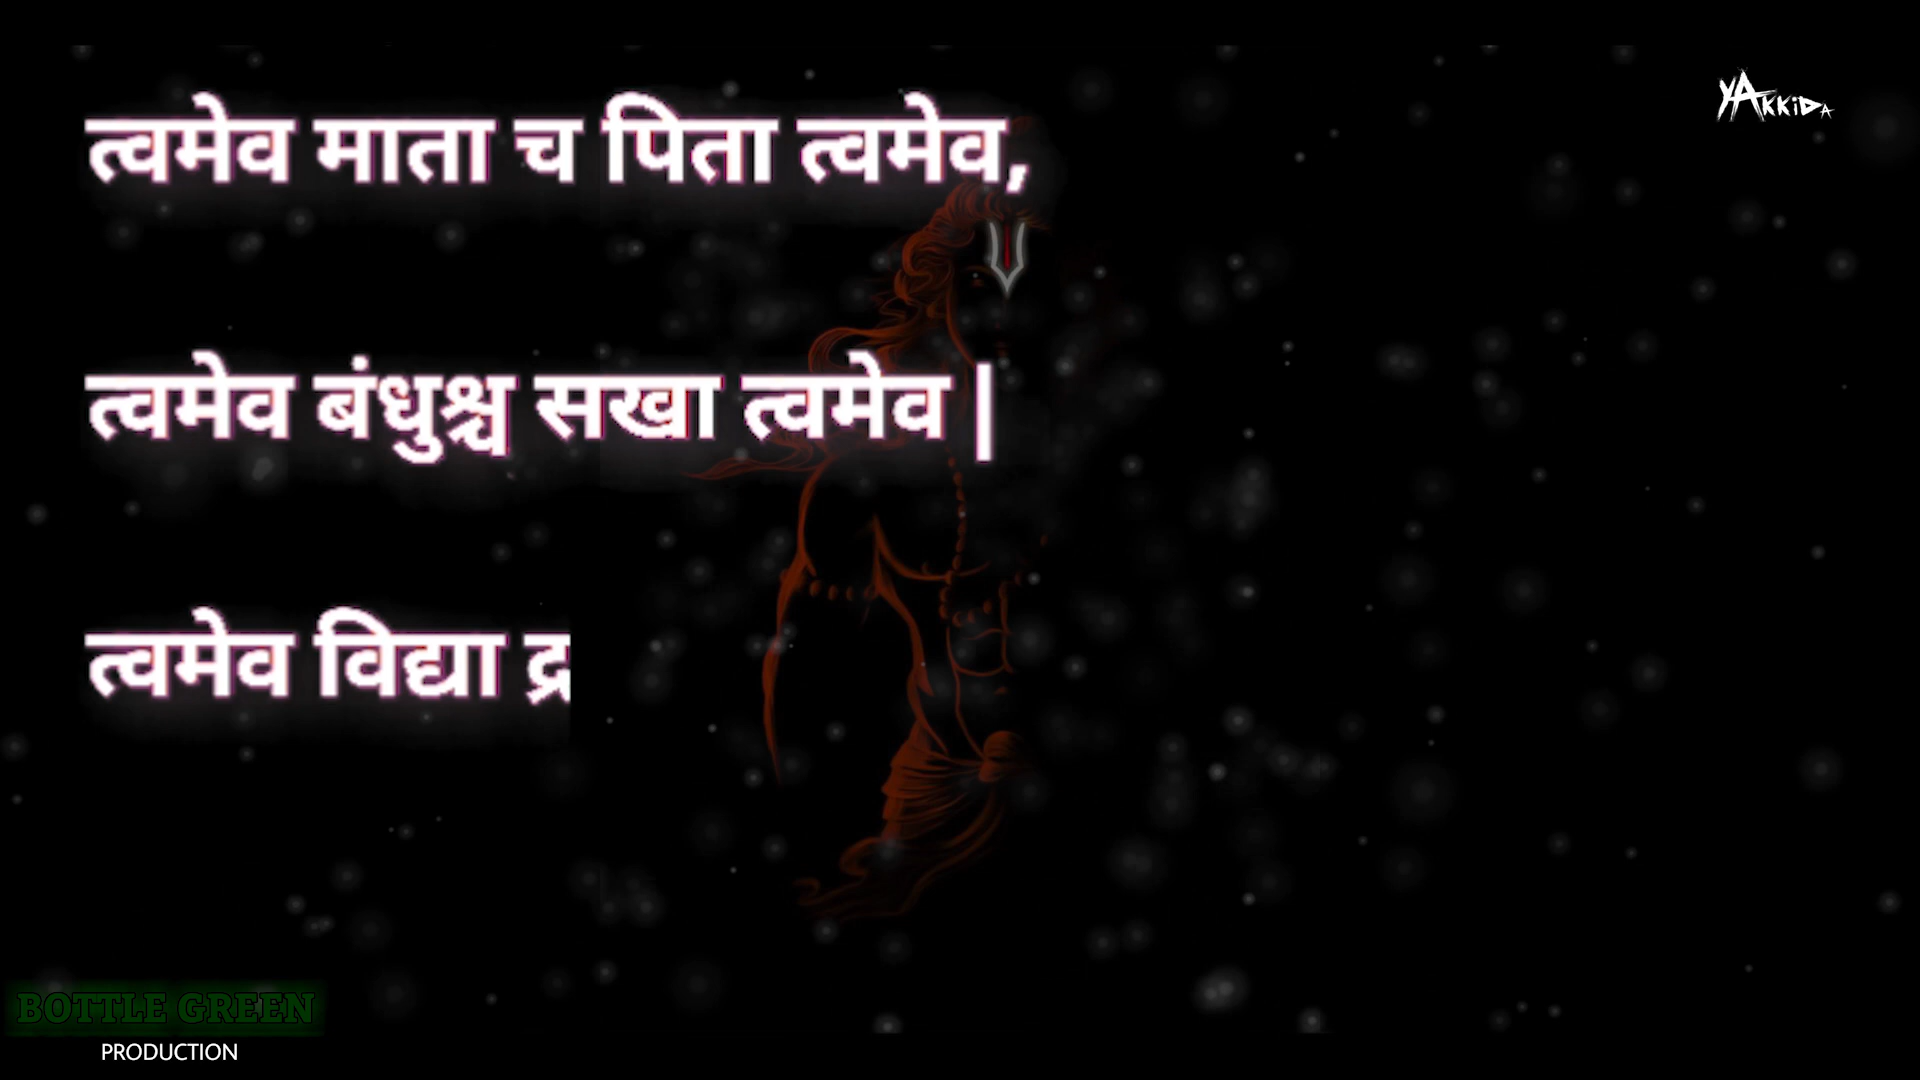 त्वमेव माता च पिता त्वमेव,
YAKKIDA
त्वमेव बंधुश्च सखा त्वमेव |
त्वमेव विद्या द्र
BOTTLE GREEN
PRODUCTION